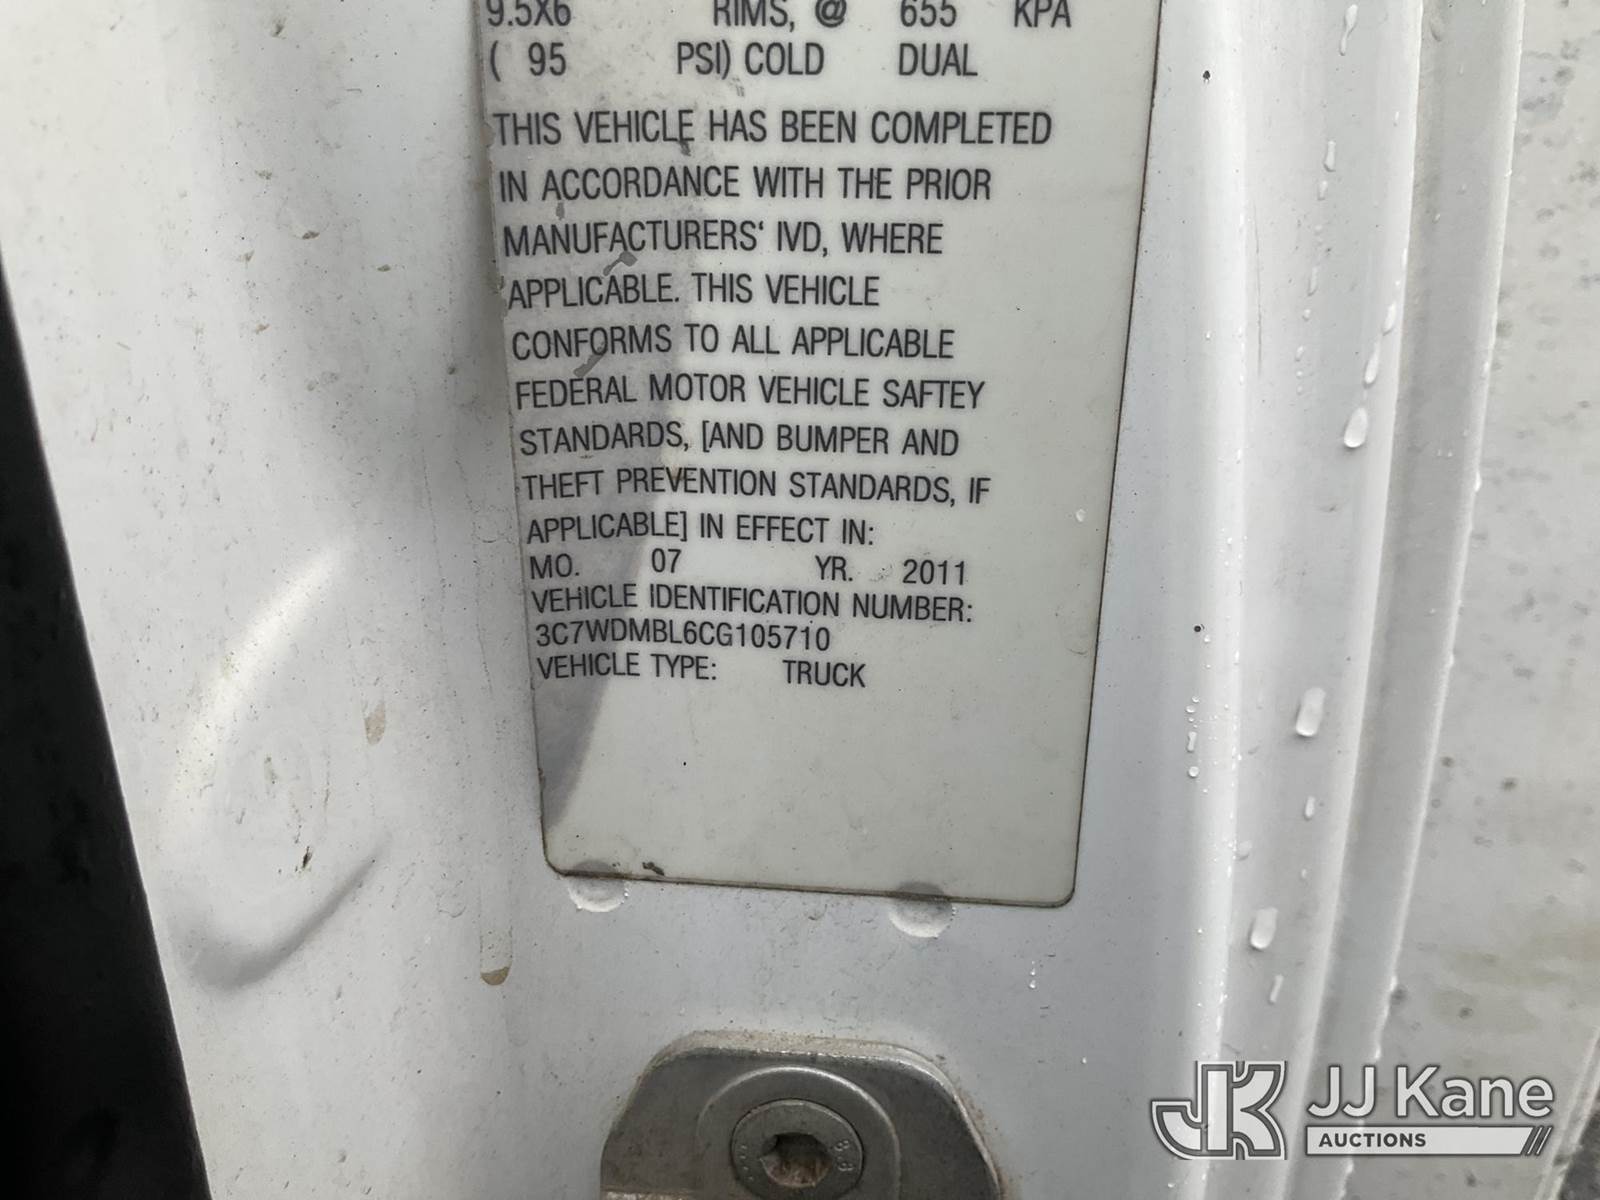 9.5X6 RIMS, @ 655 KPA
( 95 PSI) COLD DUAL
THIS VEHICLE HAS BEEN COMPLETED
IN ACCORDANCE WITH THE PRIOR
MANUFACTURERS' IVD, WHERE
APPLICABLE. THIS VEHICLE
CONFORMS TO ALL APPLICABLE
FEDERAL MOTOR VEHICLE SAFTEY
STANDARDS, [AND BUMPER AND
THEFT PREVENTION STANDARDS, IF
APPLICABLE] IN EFFECT IN:
MO. 07 YR. 2011
VEHICLE IDENTIFICATION NUMBER:
3C7WDMBL6CG105710
VEHICLE TYPE: TRUCK
8.8
JK JJ Kane
AUCTIONS